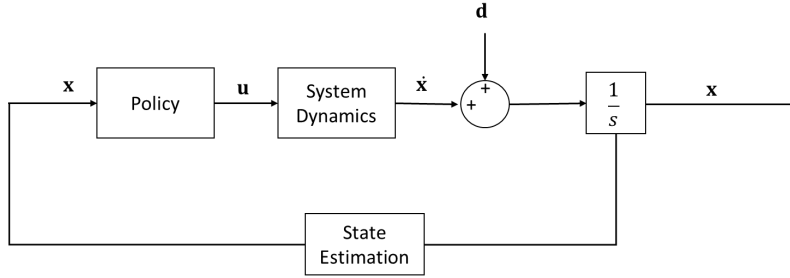 d
x
Policy
u
System
Dynamics
ẋ
+
+
1
s
x
State
Estimation